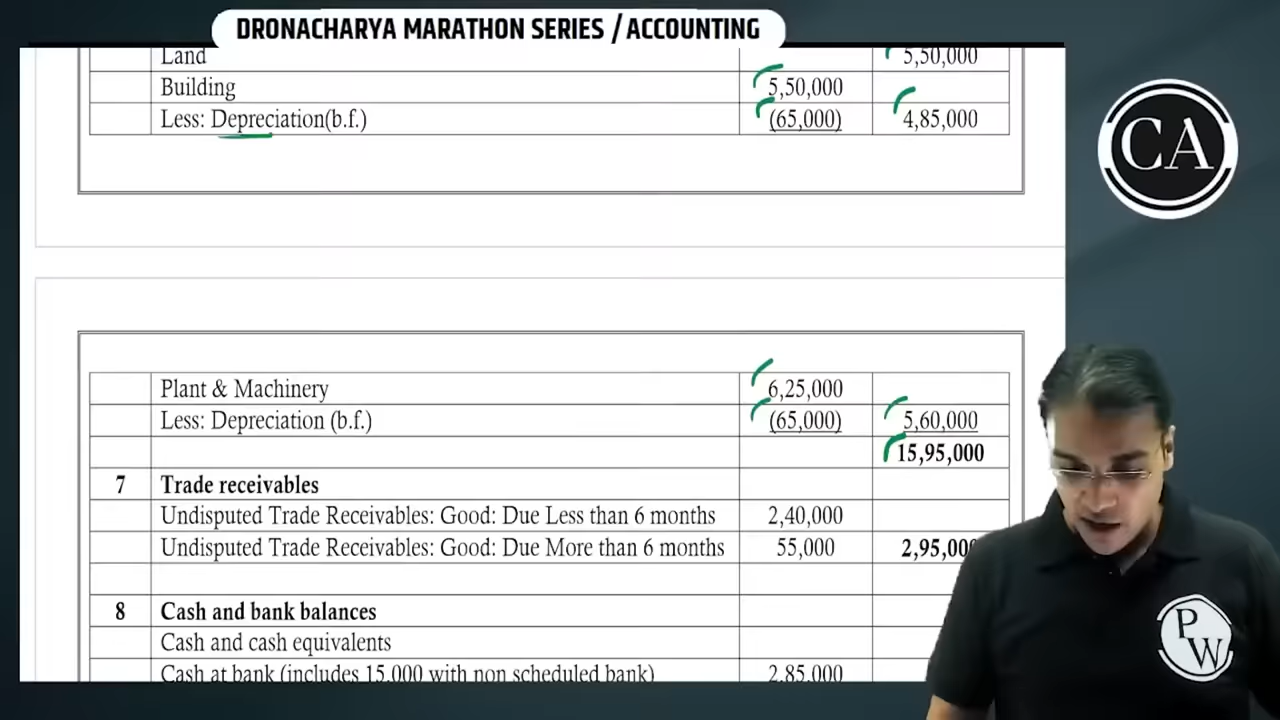 DRONACHARYA MARATHON SERIES / ACCOUNTING
Land 5,50,000
Building 5,50,000
Less: Depreciation(b.f.) (65,000) 4,85,000
CA
Plant & Machinery 6,25,000
Less: Depreciation (b.f.) (65,000) 5,60,000
15,95,000
7 Trade receivables
Undisputed Trade Receivables: Good: Due Less than 6 months 2,40,000
Undisputed Trade Receivables: Good: Due More than 6 months 55,000 2,95,000
8 Cash and bank balances
Cash and cash equivalents
Cash at bank (includes 15,000 with non scheduled bank) 2,85,000
PW